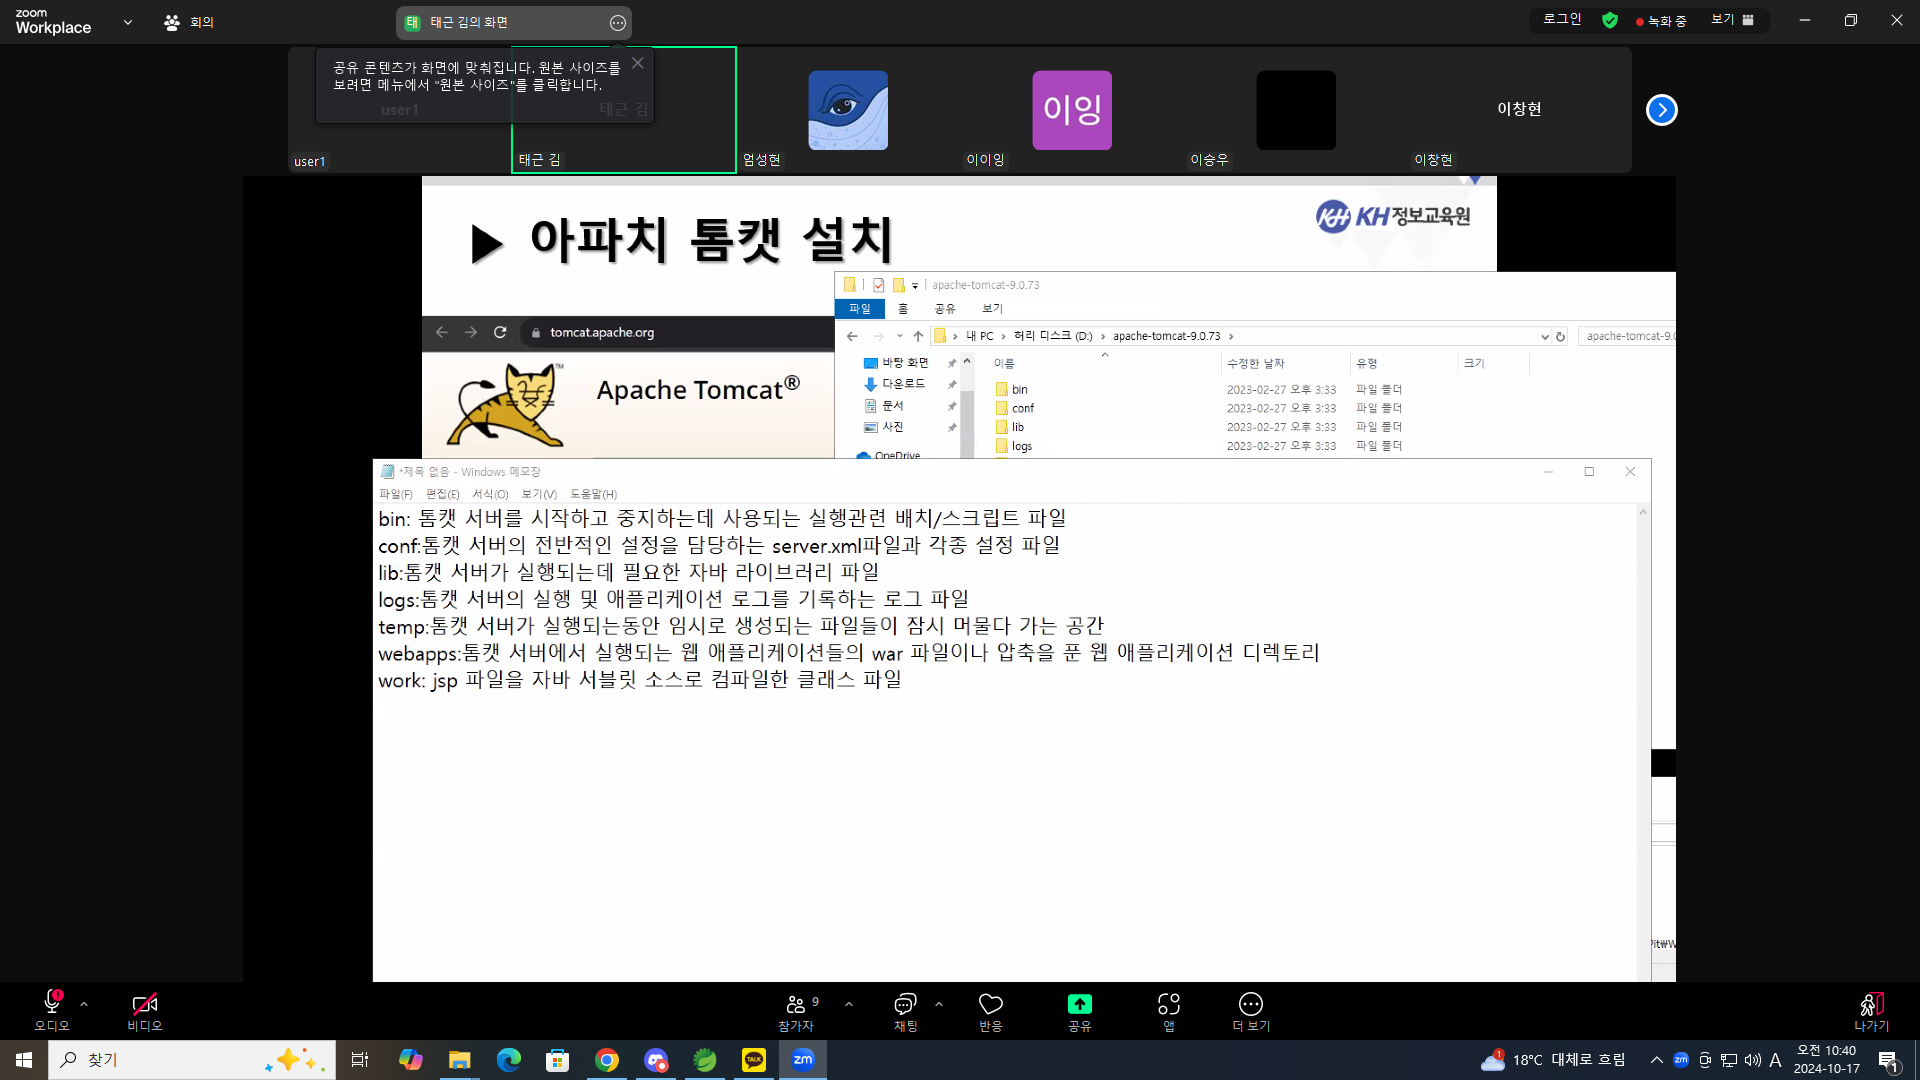 zoom
Workplace
회의
태 태근 김의 화면
로그인
녹화 중
보기
공유 콘텐츠가 화면에 맞춰집니다. 원본 사이즈를
보려면 메뉴에서 "원본 사이즈"를 클릭합니다.
user1
태근 김
이잉
이창현
user1
태근 김
엄성현
이이잉
이승우
이창현
▶ 아파치 톰캣 설치
KH KH정보교육원
apache-tomcat-9.0.73
파일 홈 공유 보기
tomcat.apache.org
내 PC › 허리 디스크 (D:) › apache-tomcat-9.0.73 ›
Apache Tomcat®
TM
바탕 화면
다운로드
문서
사진
OneDrive
이름 수정한 날짜 유형 크기
bin 2023-02-27 오후 3:33 파일 폴더
conf 2023-02-27 오후 3:33 파일 폴더
lib 2023-02-27 오후 3:33 파일 폴더
logs 2023-02-27 오후 3:33 파일 폴더
*제목 없음 - Windows 메모장
파일(F) 편집(E) 서식(O) 보기(V) 도움말(H)
bin: 톰캣 서버를 시작하고 중지하는데 사용되는 실행관련 배치/스크립트 파일
conf:톰캣 서버의 전반적인 설정을 담당하는 server.xml파일과 각종 설정 파일
lib:톰캣 서버가 실행되는데 필요한 자바 라이브러리 파일
logs:톰캣 서버의 실행 및 애플리케이션 로그를 기록하는 로그 파일
temp:톰캣 서버가 실행되는동안 임시로 생성되는 파일들이 잠시 머물다 가는 공간
webapps:톰캣 서버에서 실행되는 웹 애플리케이션들의 war 파일이나 압축을 푼 웹 애플리케이션 디렉토리
work: jsp 파일을 자바 서블릿 소스로 컴파일한 클래스 파일
오디오
비디오
참가자 9
채팅
반응
공유
앱
더 보기
나가기
찾기
TALK
zm
1
18°C 대체로 흐림
zm
A
오전 10:40
2024-10-17
1